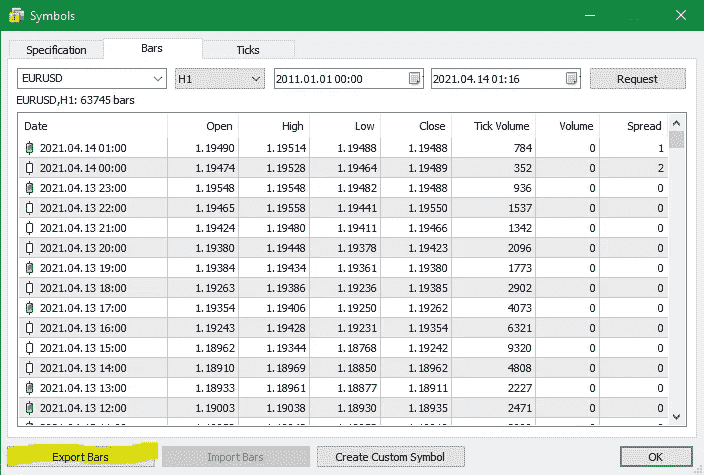 Symbols
Specification Bars Ticks
EURUSD H1 2011.01.01 00:00 2021.04.14 01:16 Request
EURUSD,H1: 63745 bars
Date Open High Low Close Tick Volume Volume Spread
2021.04.14 01:00 1.19490 1.19514 1.19488 1.19488 784 0 1
2021.04.14 00:00 1.19474 1.19528 1.19464 1.19489 352 0 2
2021.04.13 23:00 1.19548 1.19548 1.19482 1.19488 936 0 0
2021.04.13 22:00 1.19465 1.19558 1.19441 1.19550 1537 0 0
2021.04.13 21:00 1.19424 1.19480 1.19411 1.19466 1342 0 0
2021.04.13 20:00 1.19380 1.19448 1.19378 1.19423 2096 0 0
2021.04.13 19:00 1.19384 1.19434 1.19361 1.19380 1773 0 0
2021.04.13 18:00 1.19263 1.19386 1.19236 1.19385 2902 0 0
2021.04.13 17:00 1.19354 1.19406 1.19250 1.19262 4073 0 0
2021.04.13 16:00 1.19243 1.19428 1.19231 1.19354 6321 0 0
2021.04.13 15:00 1.18962 1.19344 1.18768 1.19242 9320 0 0
2021.04.13 14:00 1.18910 1.18969 1.18850 1.18962 4808 0 0
2021.04.13 13:00 1.18933 1.18961 1.18877 1.18911 2227 0 0
2021.04.13 12:00 1.19003 1.19038 1.18930 1.18935 2471 0 0
Export Bars Import Bars Create Custom Symbol OK